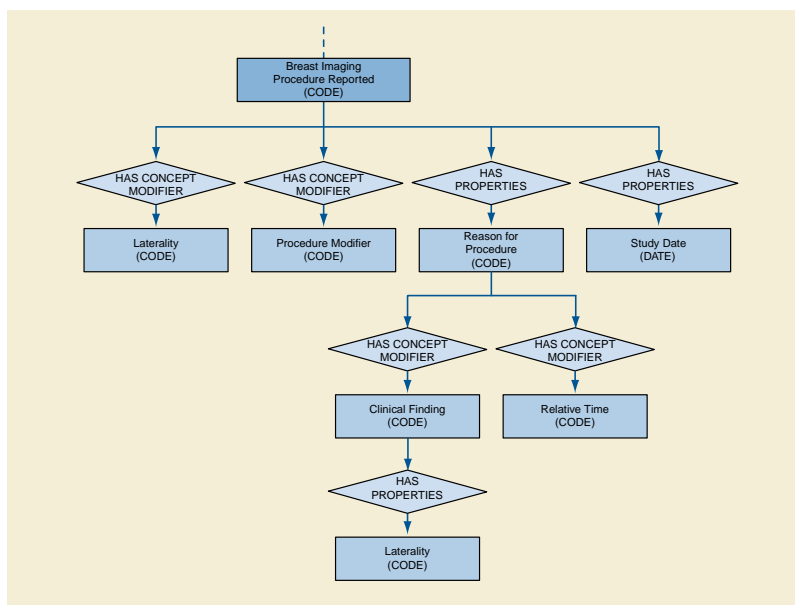 Breast Imaging
Procedure Reported
(CODE)
HAS CONCEPT
MODIFIER
HAS CONCEPT
MODIFIER
HAS
PROPERTIES
HAS
PROPERTIES
Laterality
(CODE)
Procedure Modifier
(CODE)
Reason for
Procedure
(CODE)
Study Date
(DATE)
HAS CONCEPT
MODIFIER
HAS CONCEPT
MODIFIER
Clinical Finding
(CODE)
Relative Time
(CODE)
HAS
PROPERTIES
Laterality
(CODE)